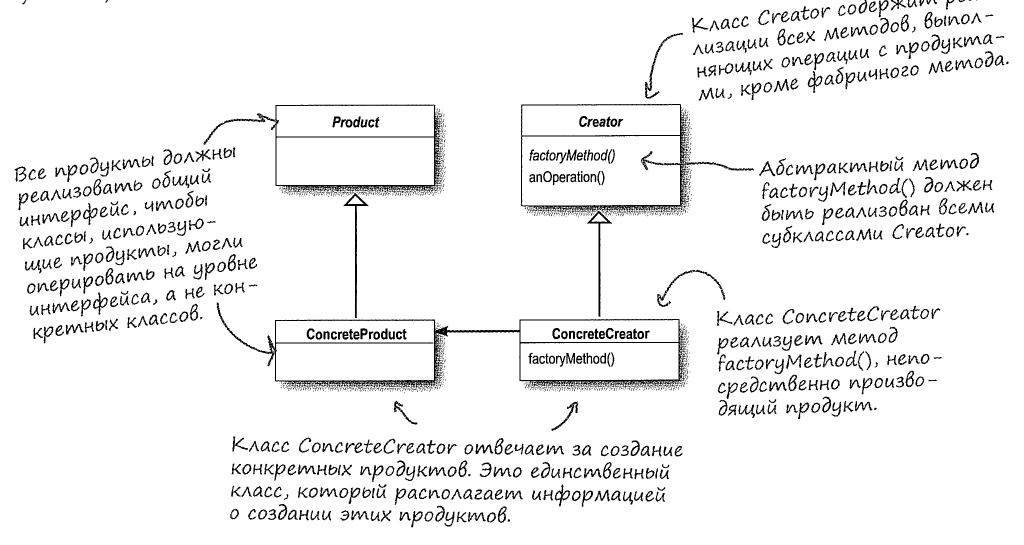 Класс Creator содержит
лизации всех методов, выпол-
няющих операции с продукта-
ми, кроме фабричного метода.
Product
Creator
factoryMethod()
anOperation()
Все продукты должны
реализовать общий
интерфейс, чтобы
классы, использую-
щие продукты, могли
оперировать на уровне
интерфейса, а не кон-
кретных классов.
Абстрактный метод
factoryMethod() должен
быть реализован всеми
субклассами Creator.
ConcreteProduct
ConcreteCreator
factoryMethod()
Класс ConcreteCreator
реализует метод
factoryMethod(), непо-
средственно произво-
дящий продукт.
Класс ConcreteCreator отвечает за создание
конкретных продуктов. Это единственный
класс, который располагает информацией
о создании этих продуктов.